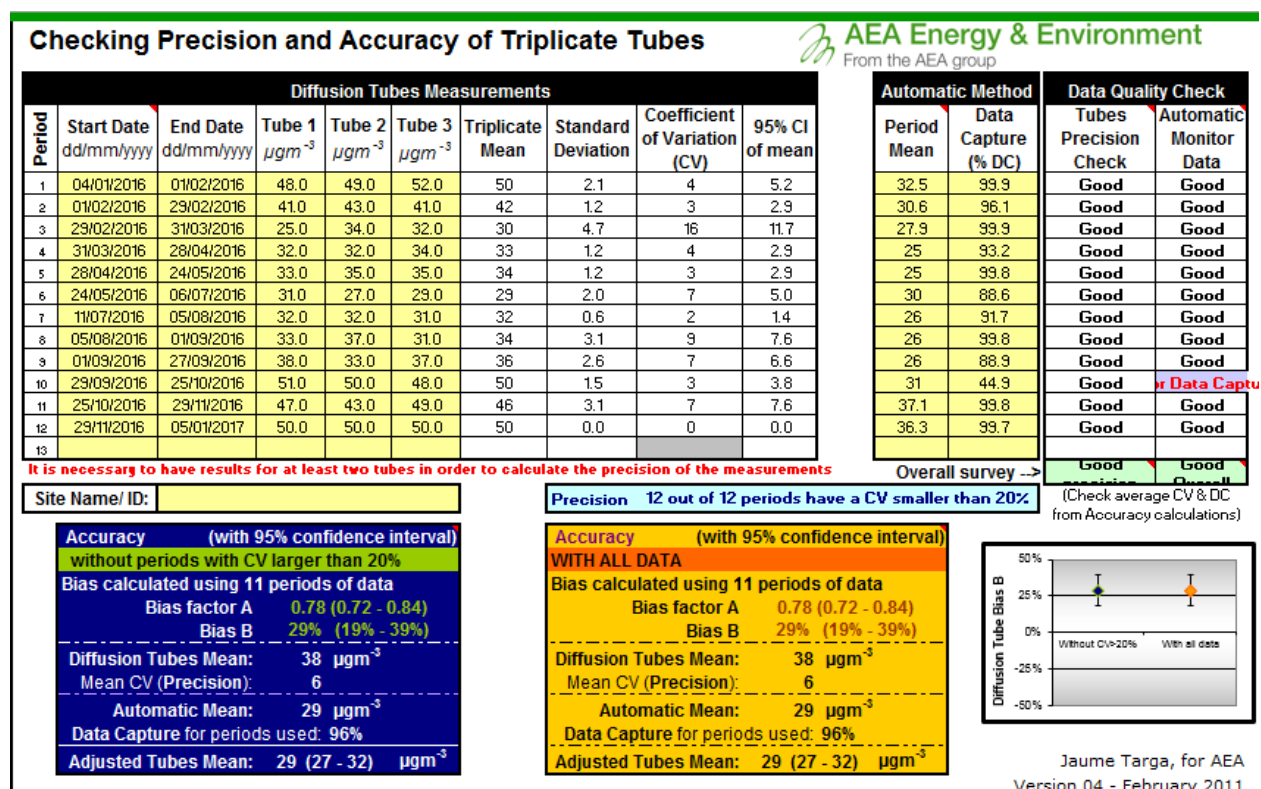 Checking Precision and Accuracy of Triplicate Tubes
AEA Energy & Environment
From the AEA group
Diffusion Tubes Measurements
Automatic Method
Data Quality Check
Period
Start Date dd/mm/yyyy
End Date dd/mm/yyyy
Tube 1 µgm-3
Tube 2 µgm-3
Tube 3 µgm-3
Triplicate Mean
Standard Deviation
Coefficient of Variation (CV)
95% CI of mean
Period Mean
Data Capture (% DC)
Tubes Precision Check
Automatic Monitor Data
1 04/01/2016 01/02/2016 48.0 49.0 52.0 50 2.1 4 5.2 32.5 99.9 Good Good
2 01/02/2016 29/02/2016 41.0 43.0 41.0 42 1.2 3 2.9 30.6 96.1 Good Good
3 29/02/2016 31/03/2016 25.0 34.0 32.0 30 4.7 16 11.7 27.9 99.9 Good Good
4 31/03/2016 28/04/2016 32.0 32.0 34.0 33 1.2 4 2.9 25 93.2 Good Good
5 28/04/2016 24/05/2016 33.0 35.0 35.0 34 1.2 3 2.9 25 99.8 Good Good
6 24/05/2016 06/07/2016 31.0 27.0 29.0 29 2.0 7 5.0 30 88.6 Good Good
7 11/07/2016 05/08/2016 32.0 32.0 31.0 32 0.6 2 1.4 26 91.7 Good Good
8 05/08/2016 01/09/2016 33.0 37.0 31.0 34 3.1 9 7.6 26 99.8 Good Good
9 01/09/2016 27/09/2016 38.0 33.0 37.0 36 2.6 7 6.6 26 88.9 Good Good
10 29/09/2016 25/10/2016 51.0 50.0 48.0 50 1.5 3 3.8 31 44.9 Good or Data Captu
11 25/10/2016 29/11/2016 47.0 43.0 49.0 46 3.1 7 7.6 37.1 99.8 Good Good
12 29/11/2016 05/01/2017 50.0 50.0 50.0 50 0.0 0 0.0 36.3 99.7 Good Good
13
It is necessary to have results for at least two tubes in order to calculate the precision of the measurements
Overall survey -->
Good precision
Good Overall
Site Name/ ID:
Precision 12 out of 12 periods have a CV smaller than 20%
(Check average CV & DC from Accuracy calculations)
Accuracy (with 95% confidence interval)
without periods with CV larger than 20%
Bias calculated using 11 periods of data
Bias factor A 0.78 (0.72 - 0.84)
Bias B 29% (19% - 39%)
Diffusion Tubes Mean: 38 µgm-3
Mean CV (Precision): 6
Automatic Mean: 29 µgm-3
Data Capture for periods used: 96%
Adjusted Tubes Mean: 29 (27 - 32) µgm-3
Accuracy (with 95% confidence interval)
WITH ALL DATA
Bias calculated using 11 periods of data
Bias factor A 0.78 (0.72 - 0.84)
Bias B 29% (19% - 39%)
Diffusion Tubes Mean: 38 µgm-3
Mean CV (Precision): 6
Automatic Mean: 29 µgm-3
Data Capture for periods used: 96%
Adjusted Tubes Mean: 29 (27 - 32) µgm-3
Diffusion Tube Bias B
50%
25%
0%
-25%
-50%
Without CV>20%
With all data
Jaume Targa, for AEA
Version 04 - February 2011